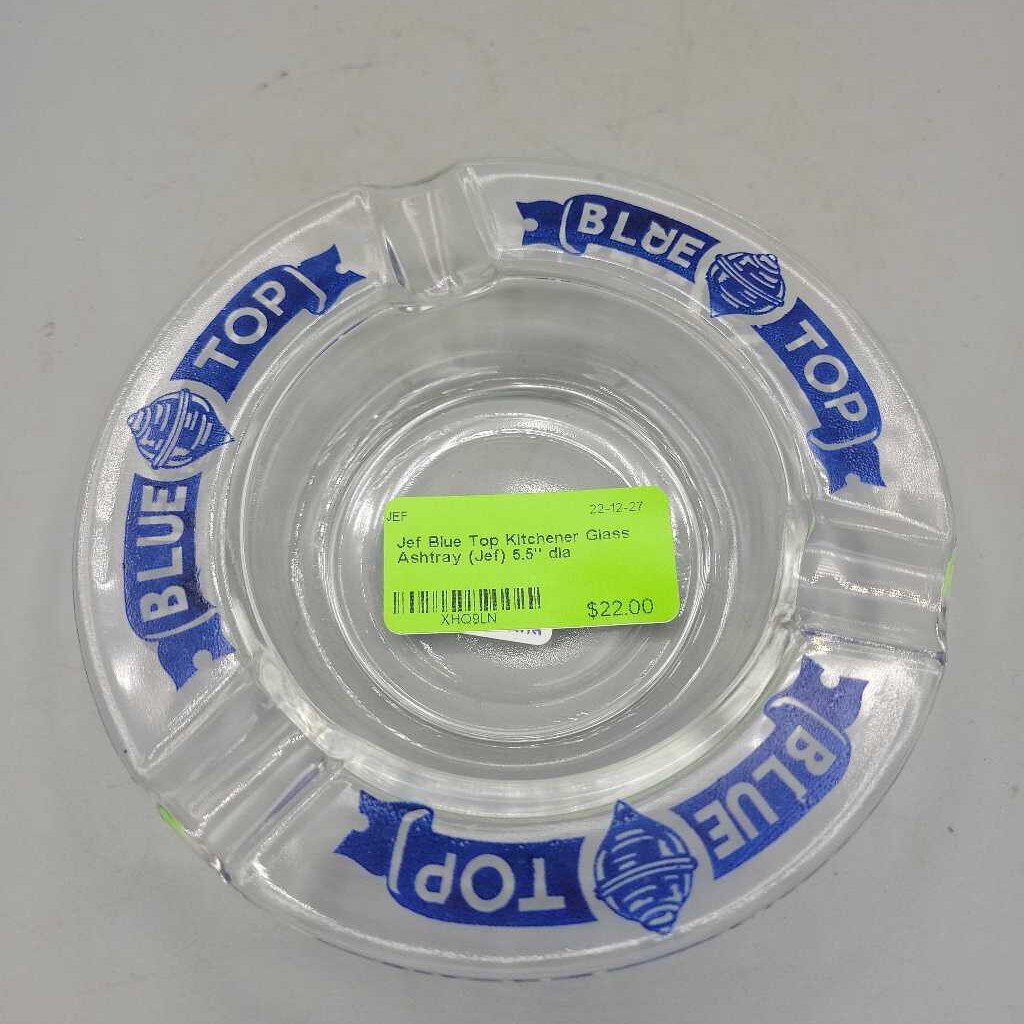 BLUE TOP
BLUE TOP
BLUE TOP
JEF 22-12-27
Jef Blue Top Kitchener Glass
Ashtray (Jef) 5.5'' dia
XHQ9LN $22.00